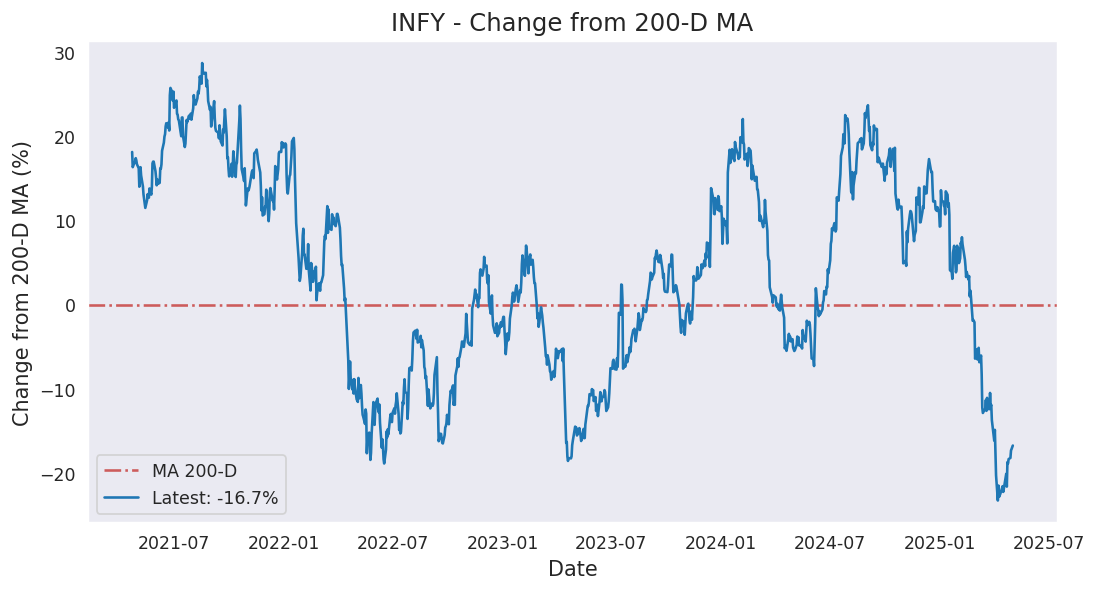 INFY - Change from 200-D MA
Change from 200-D MA (%)
30
20
10
0
−10
−20
MA 200-D
Latest: -16.7%
2021-07 2022-01 2022-07 2023-01 2023-07 2024-01 2024-07 2025-01 2025-07
Date